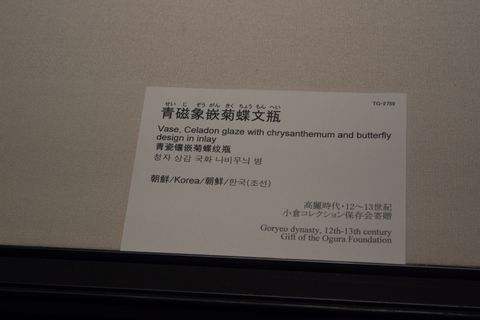 TG-2759
せい じ ぞう がん きく ちょう もん へい
青磁象嵌菊蝶文瓶
Vase, Celadon glaze with chrysanthemum and butterfly
design in inlay
青瓷镶嵌菊蝶纹瓶
청자 상감 국화 나비무늬 병
朝鮮/Korea/朝鲜/한국(조선)
高麗時代・12～13世紀
小倉コレクション保存会寄贈
Goryeo dynasty, 12th-13th century
Gift of the Ogura Foundation